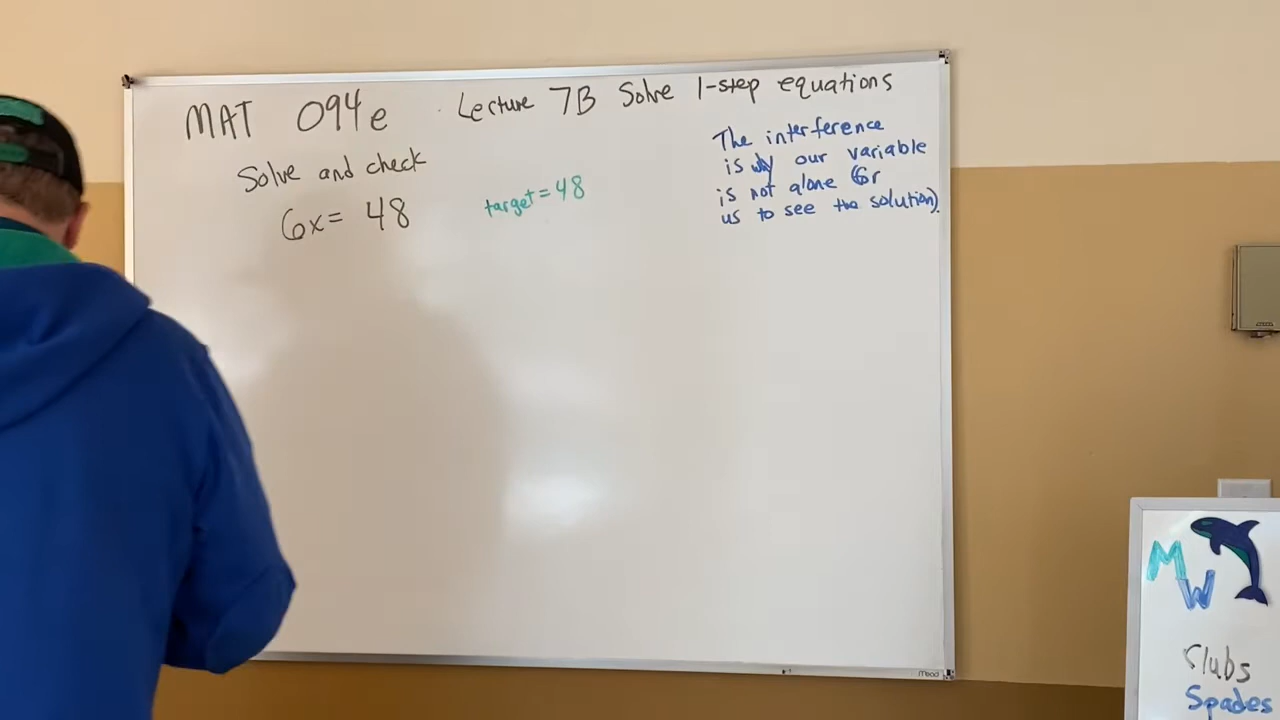 MAT 094e
Lecture 7B Solve 1-step equations
Solve and check
6x = 48
target = 48
The interference
is why our variable
is not alone (for
us to see the solution).
Mead
M
W
Clubs
Spades